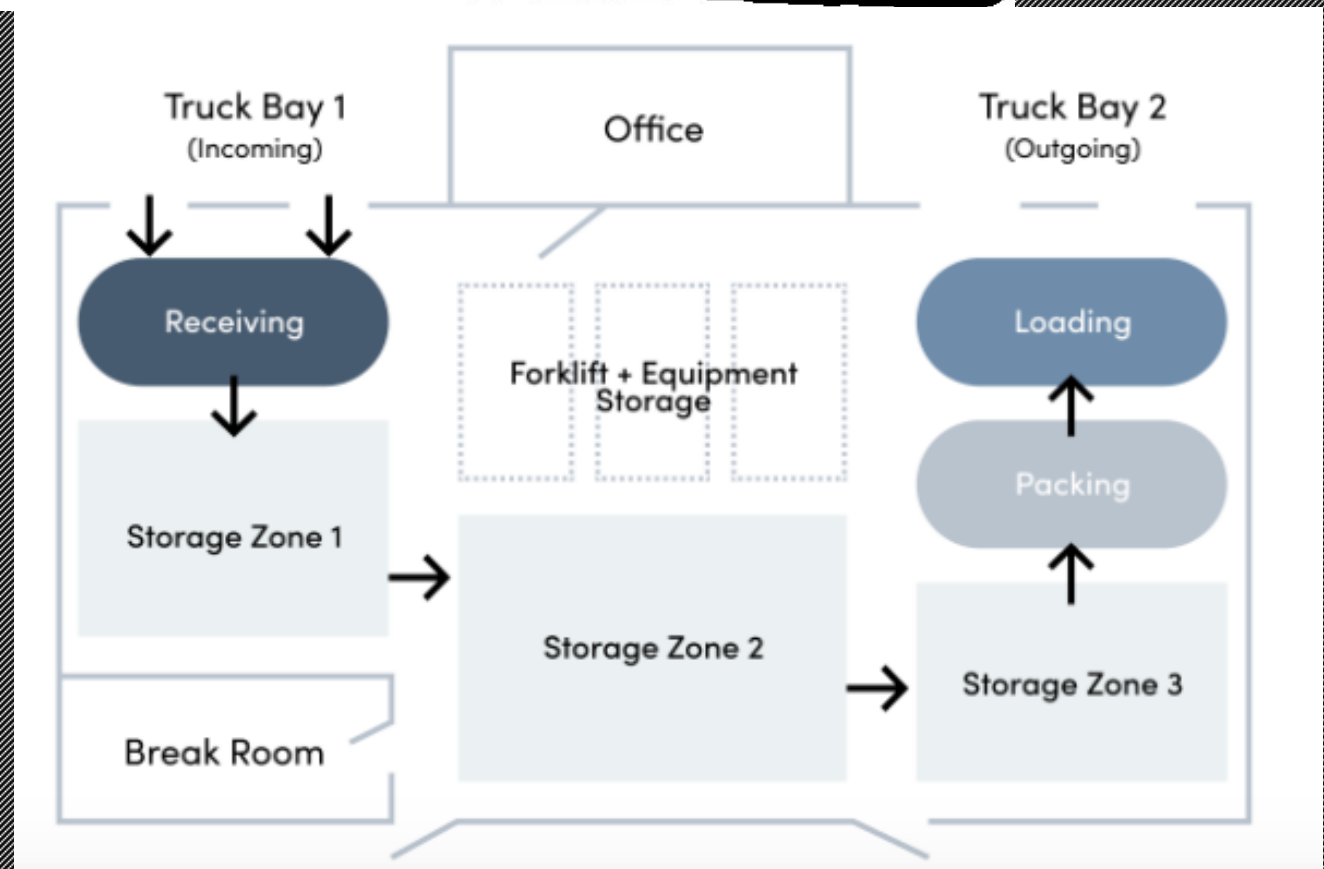 Truck Bay 1
(Incoming)
Office
Truck Bay 2
(Outgoing)
Receiving
Loading
Forklift + Equipment
Storage
Packing
Storage Zone 1
Storage Zone 2
Storage Zone 3
Break Room